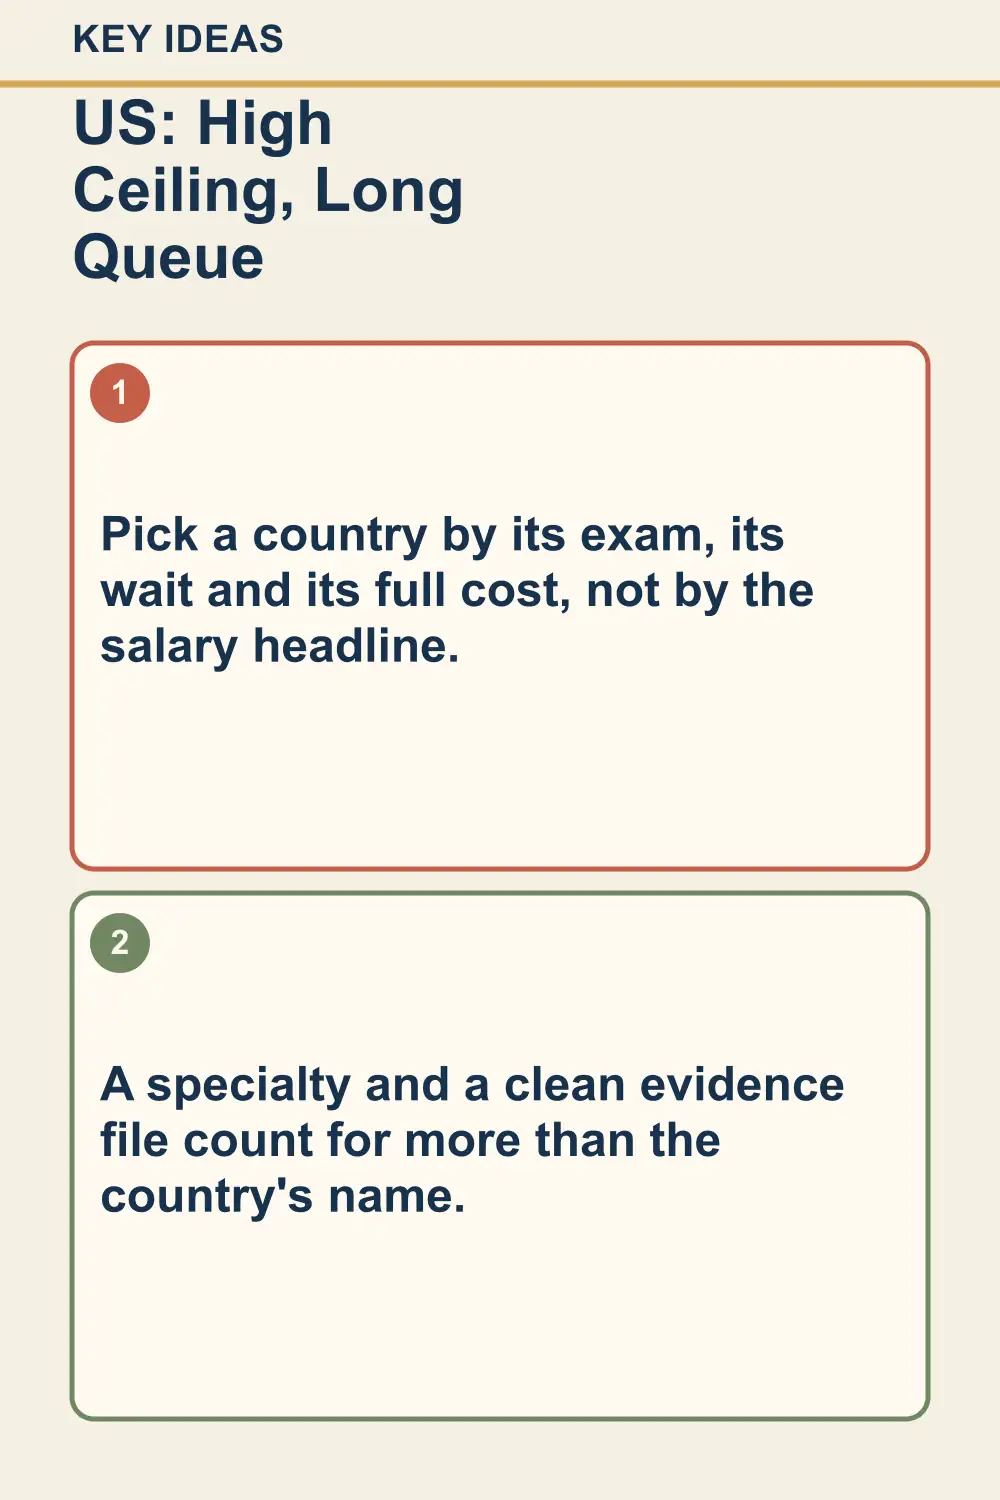 KEY IDEAS
US: High
Ceiling, Long
Queue
1
Pick a country by its exam, its
wait and its full cost, not by the
salary headline.
2
A specialty and a clean evidence
file count for more than the
country's name.